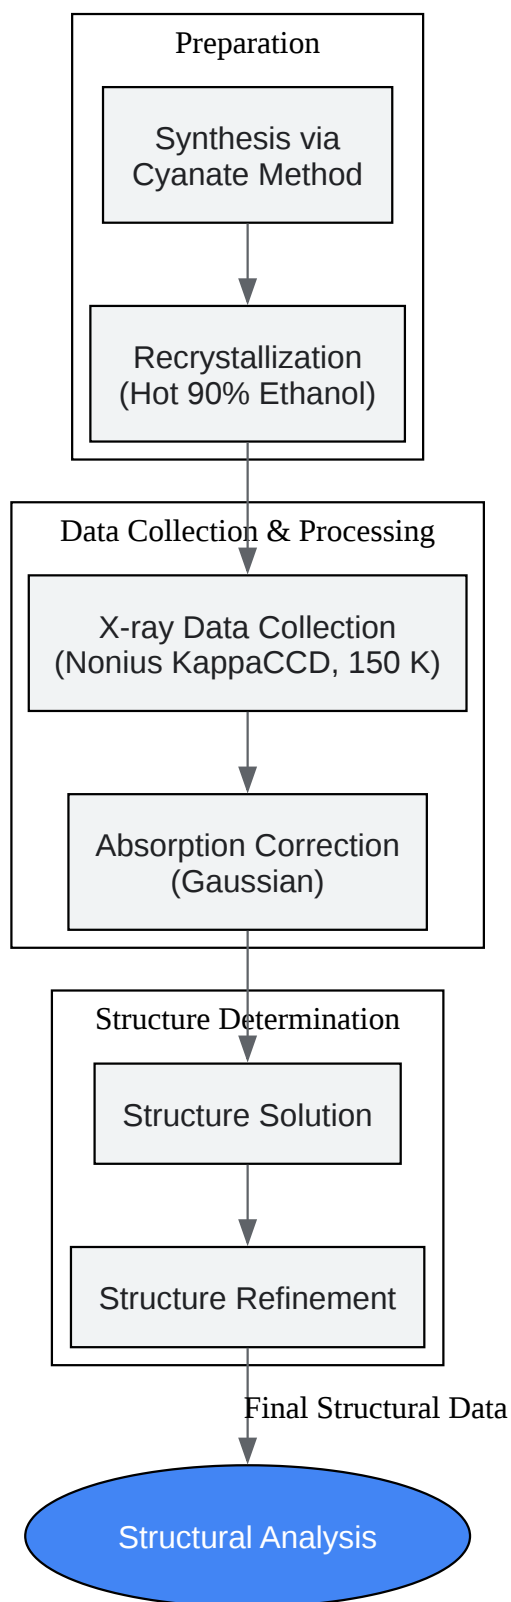 Preparation
Synthesis via
Cyanate Method
Recrystallization
(Hot 90% Ethanol)
Data Collection & Processing
X-ray Data Collection
(Nonius KappaCCD, 150 K)
Absorption Correction
(Gaussian)
Structure Determination
Structure Solution
Structure Refinement
Final Structural Data
Structural Analysis